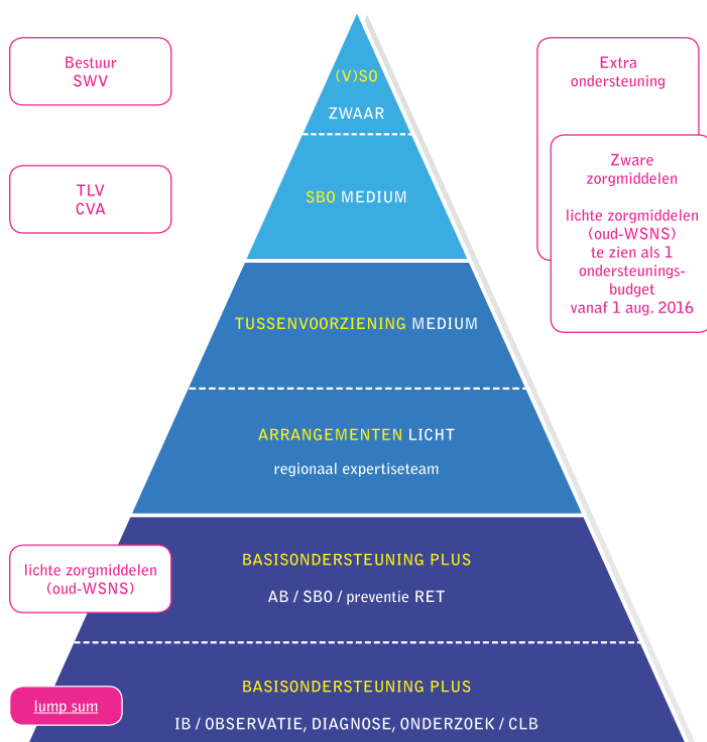 Bestuur
SWV
(V)SO
ZWAAR
Extra
ondersteuning
TLV
CVA
SBO MEDIUM
Zware
zorgmiddelen
lichte zorgmiddelen
(oud-WSNS)
te zien als 1
ondersteunings-
budget
vanaf 1 aug. 2016
TUSSENVOORZIENING MEDIUM
ARRANGEMENTEN LICHT
regionaal expertiseteam
lichte zorgmiddelen
(oud-WSNS)
BASISONDERSTEUNING PLUS
AB / SBO / preventie RET
lump sum
BASISONDERSTEUNING PLUS
IB / OBSERVATIE, DIAGNOSE, ONDERZOEK / CLB